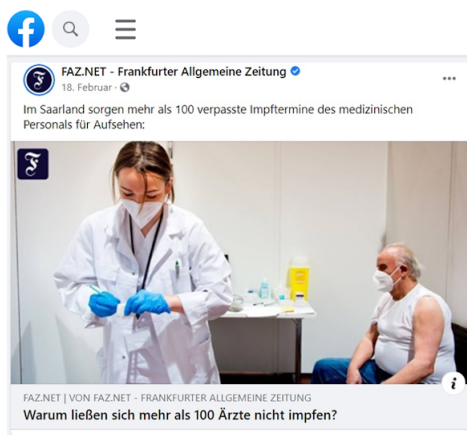 FAZ.NET - Frankfurter Allgemeine Zeitung
18. Februar ·
Im Saarland sorgen mehr als 100 verpasste Impftermine des medizinischen
Personals für Aufsehen:
FAZ.NET | VON FAZ.NET - FRANKFURTER ALLGEMEINE ZEITUNG
Warum ließen sich mehr als 100 Ärzte nicht impfen?